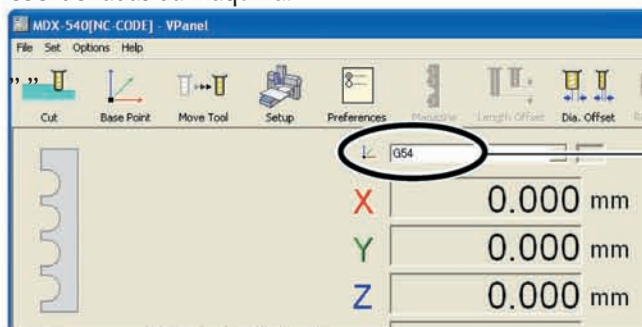 MDX-540[NC-CODE] - VPanel
File Set Options Help
Cut Base Point Move Tool Setup Preferences Magazine Length Offset Dia. Offset
G54
X 0.000 mm
Y 0.000 mm
Z 0.000 mm